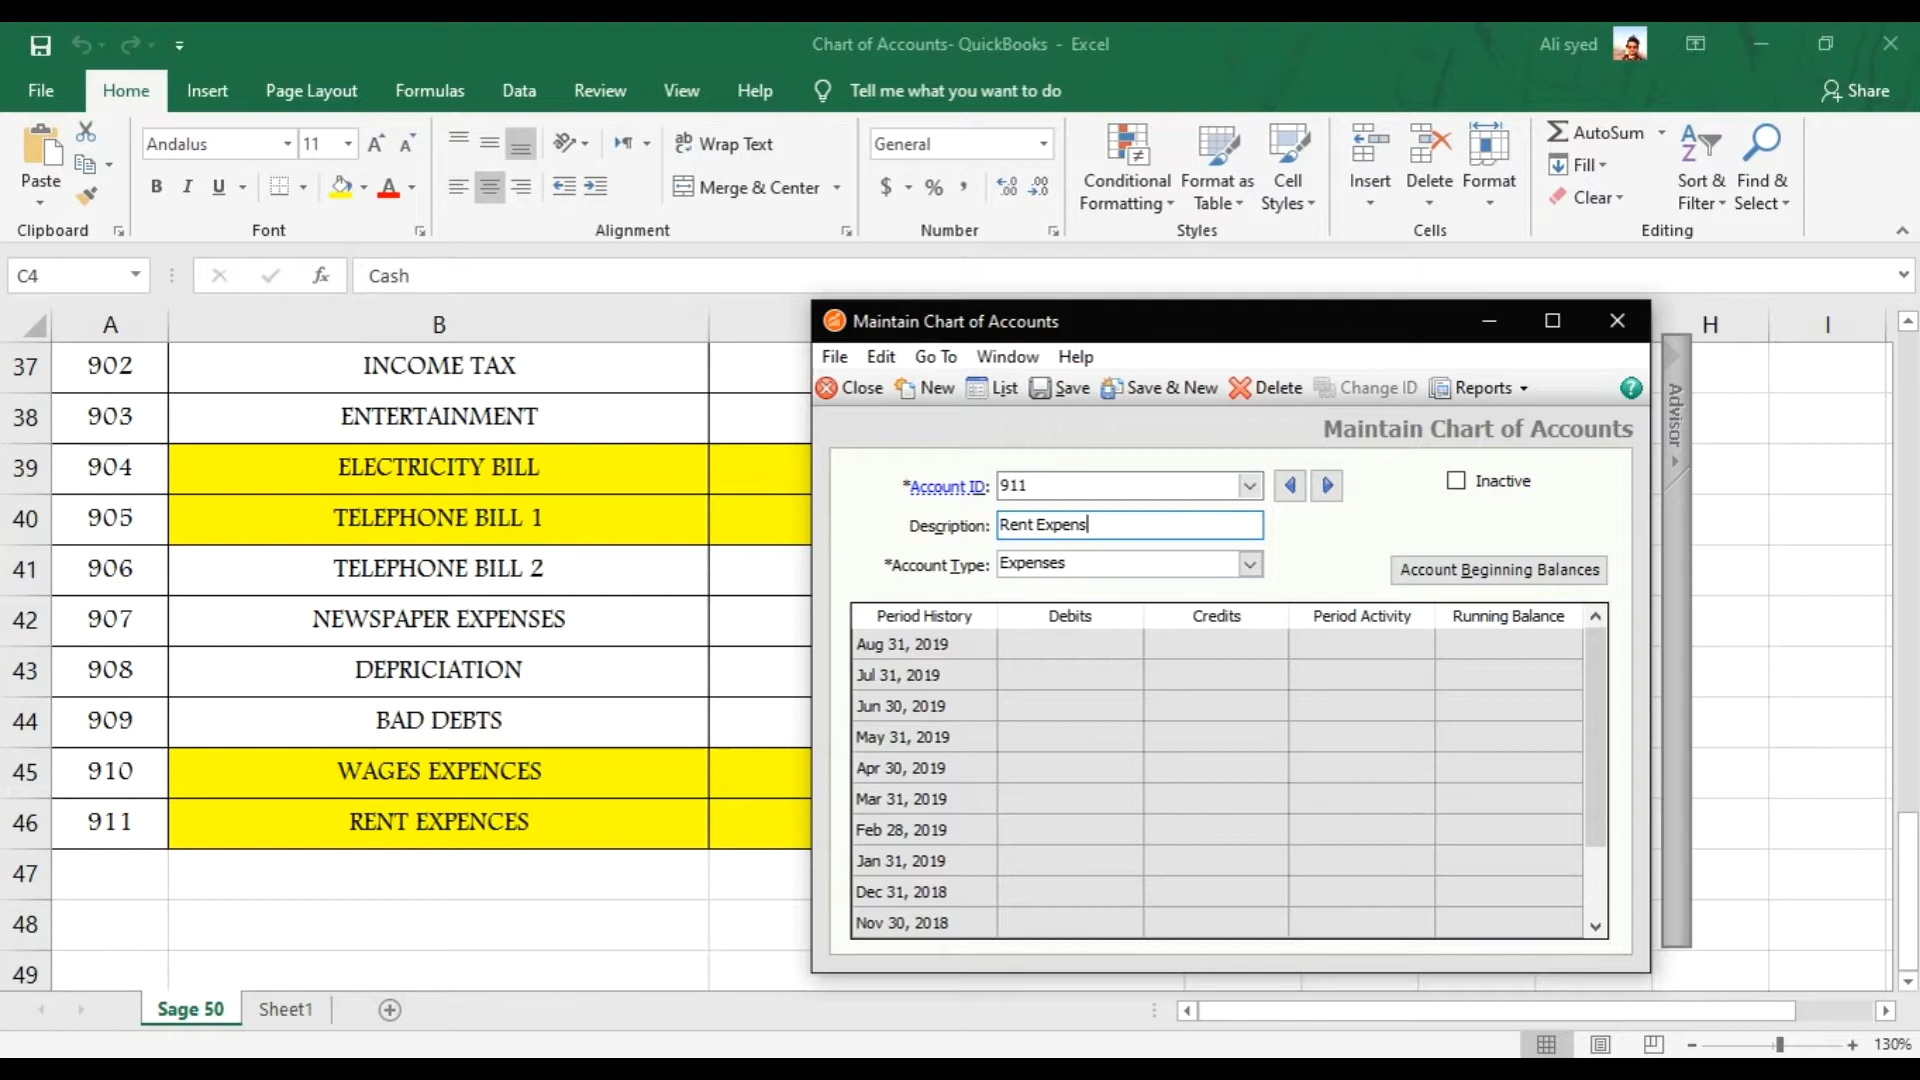 Chart of Accounts- QuickBooks - Excel
Ali syed
File Home Insert Page Layout Formulas Data Review View Help Tell me what you want to do Share
Paste
Clipboard
Andalus 11
B I U
Font
Wrap Text
Merge & Center
Alignment
General
$ % ,
Number
Conditional Formatting
Format as Table
Cell Styles
Styles
Insert Delete Format
Cells
AutoSum
Fill
Clear
Sort & Filter
Find & Select
Editing
C4 fx Cash
A B H I
37 902 INCOME TAX
38 903 ENTERTAINMENT
39 904 ELECTRICITY BILL
40 905 TELEPHONE BILL 1
41 906 TELEPHONE BILL 2
42 907 NEWSPAPER EXPENSES
43 908 DEPRICIATION
44 909 BAD DEBTS
45 910 WAGES EXPENCES
46 911 RENT EXPENCES
47
48
49
Maintain Chart of Accounts
File Edit Go To Window Help
Close New List Save Save & New Delete Change ID Reports
Maintain Chart of Accounts
*Account ID: 911
Inactive
Description: Rent Expens
*Account Type: Expenses
Account Beginning Balances
Period History Debits Credits Period Activity Running Balance
Aug 31, 2019
Jul 31, 2019
Jun 30, 2019
May 31, 2019
Apr 30, 2019
Mar 31, 2019
Feb 28, 2019
Jan 31, 2019
Dec 31, 2018
Nov 30, 2018
Advisor
Sage 50 Sheet1
130%